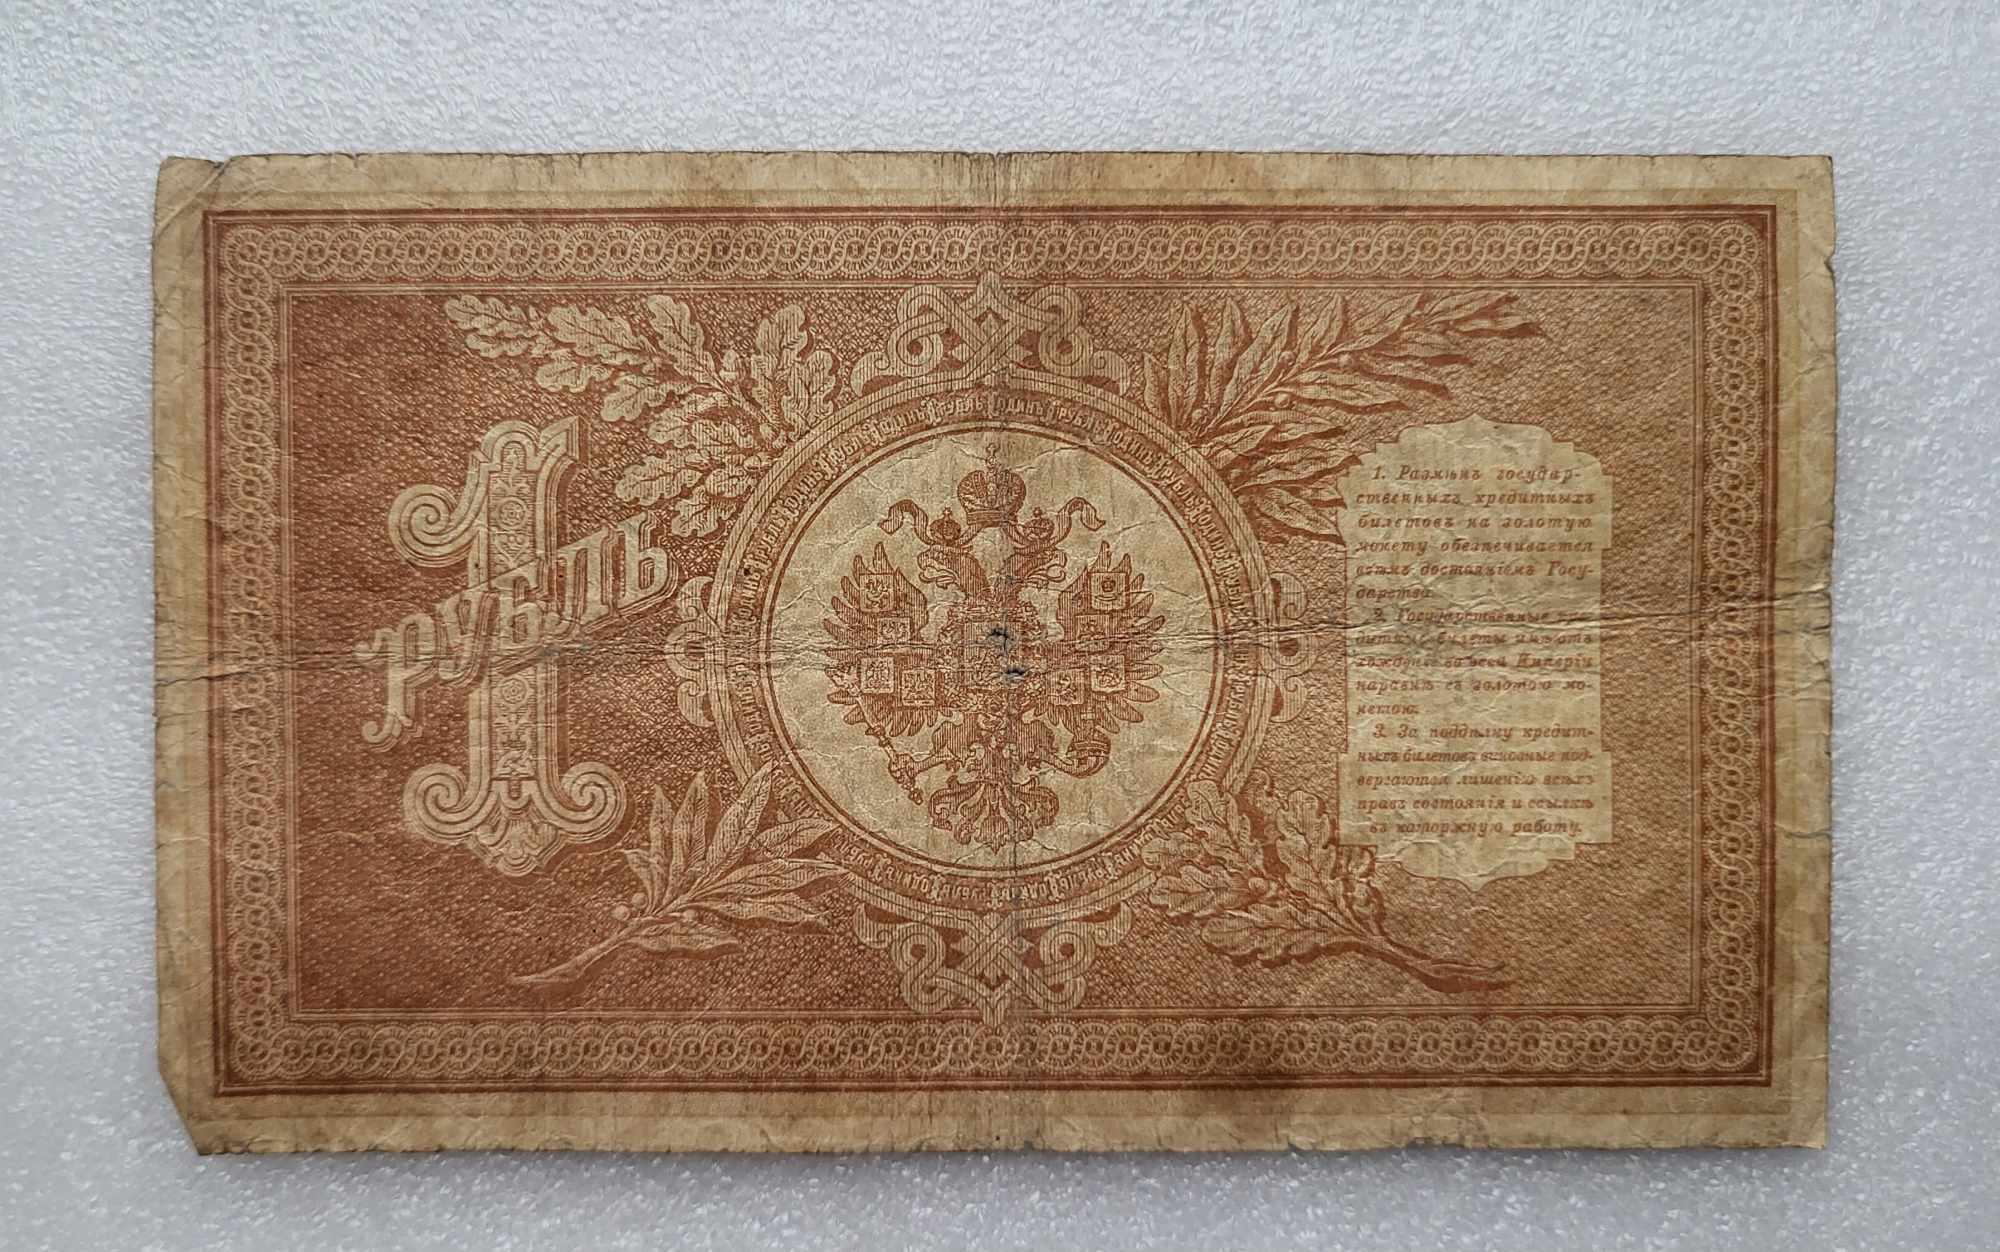 1
РУБЛЬ
1. Размѣнъ государ-
ственныхъ кредитныхъ
билетовъ на золотую
монету обезпечивается
всѣмъ достояніемъ Госу-
дарства.
2. Государственные кре-
дитные билеты имѣютъ
хожденіе во всей Имперіи
наравнѣ съ золотою мо-
нетою.
3. За поддѣлку кредит-
ныхъ билетовъ виновные под-
вергаются лишенію всѣхъ
правъ состоянія и ссылкѣ
въ каторжную работу.